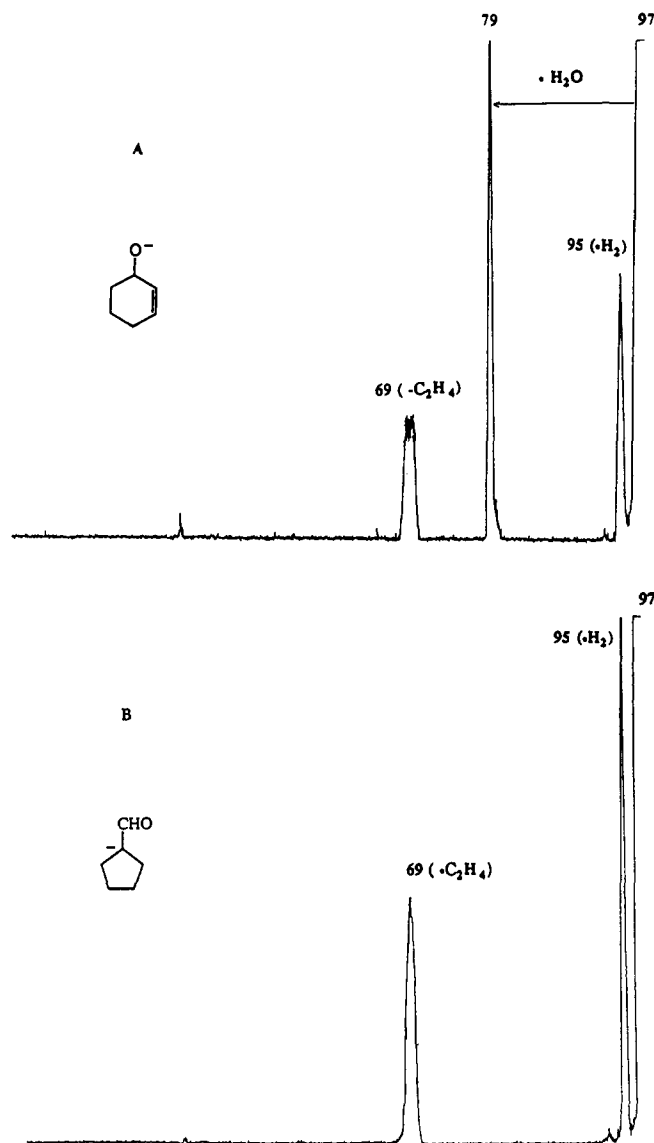 79
97
· H₂O
A
O⁻
95 (·H₂)
69 ( -C₂H₄)
97
95 (·H₂)
B
CHO
−
69 ( ·C₂H₄)